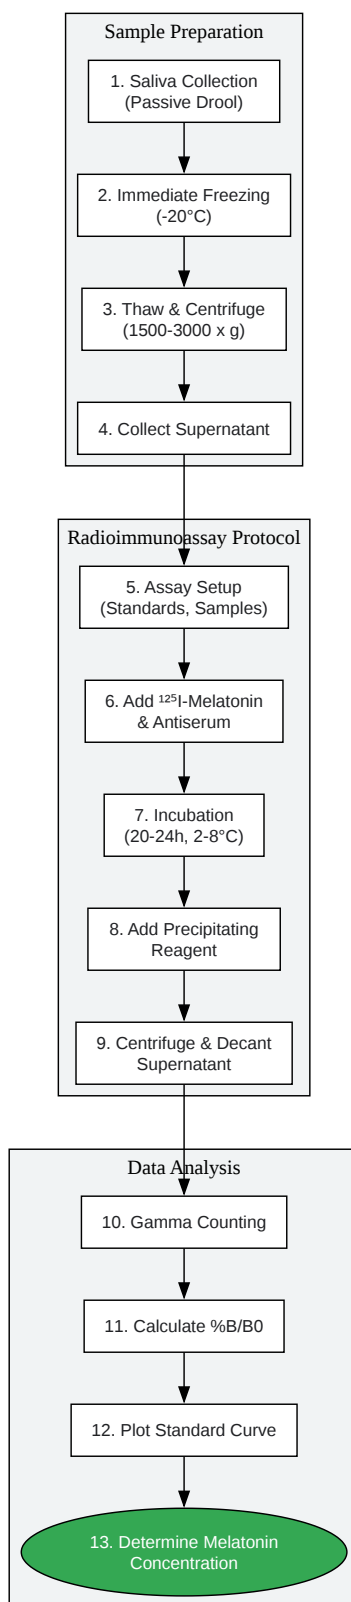 Sample Preparation
1. Saliva Collection
(Passive Drool)
2. Immediate Freezing
(-20°C)
3. Thaw & Centrifuge
(1500-3000 x g)
4. Collect Supernatant
Radioimmunoassay Protocol
5. Assay Setup
(Standards, Samples)
6. Add ¹²⁵I-Melatonin
& Antiserum
7. Incubation
(20-24h, 2-8°C)
8. Add Precipitating
Reagent
9. Centrifuge & Decant
Supernatant
Data Analysis
10. Gamma Counting
11. Calculate %B/B0
12. Plot Standard Curve
13. Determine Melatonin
Concentration